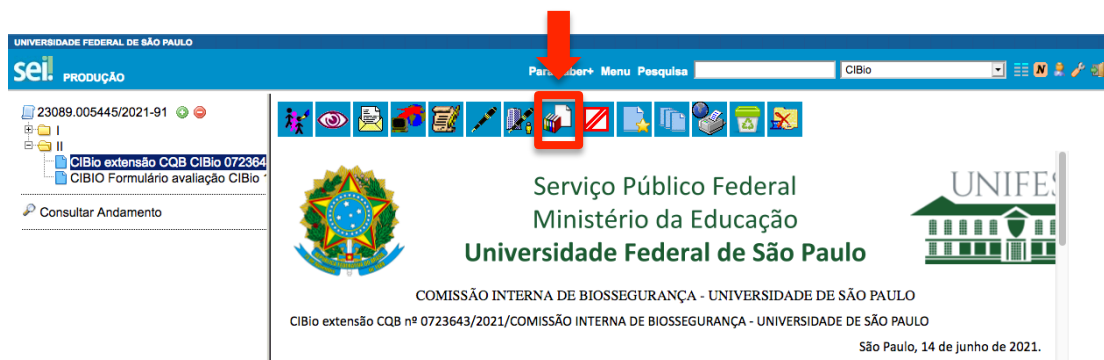 UNIVERSIDADE FEDERAL DE SÃO PAULO
sei! PRODUÇÃO
Para saber+ Menu Pesquisa CIBio
N
23089.005445/2021-91
I
II
CIBio extensão CQB CIBio 072364
CIBIO Formulário avaliação CIBio
Consultar Andamento
Serviço Público Federal
Ministério da Educação
Universidade Federal de São Paulo
UNIFES
COMISSÃO INTERNA DE BIOSSEGURANÇA - UNIVERSIDADE DE SÃO PAULO
CIBio extensão CQB nº 0723643/2021/COMISSÃO INTERNA DE BIOSSEGURANÇA - UNIVERSIDADE DE SÃO PAULO
São Paulo, 14 de junho de 2021.